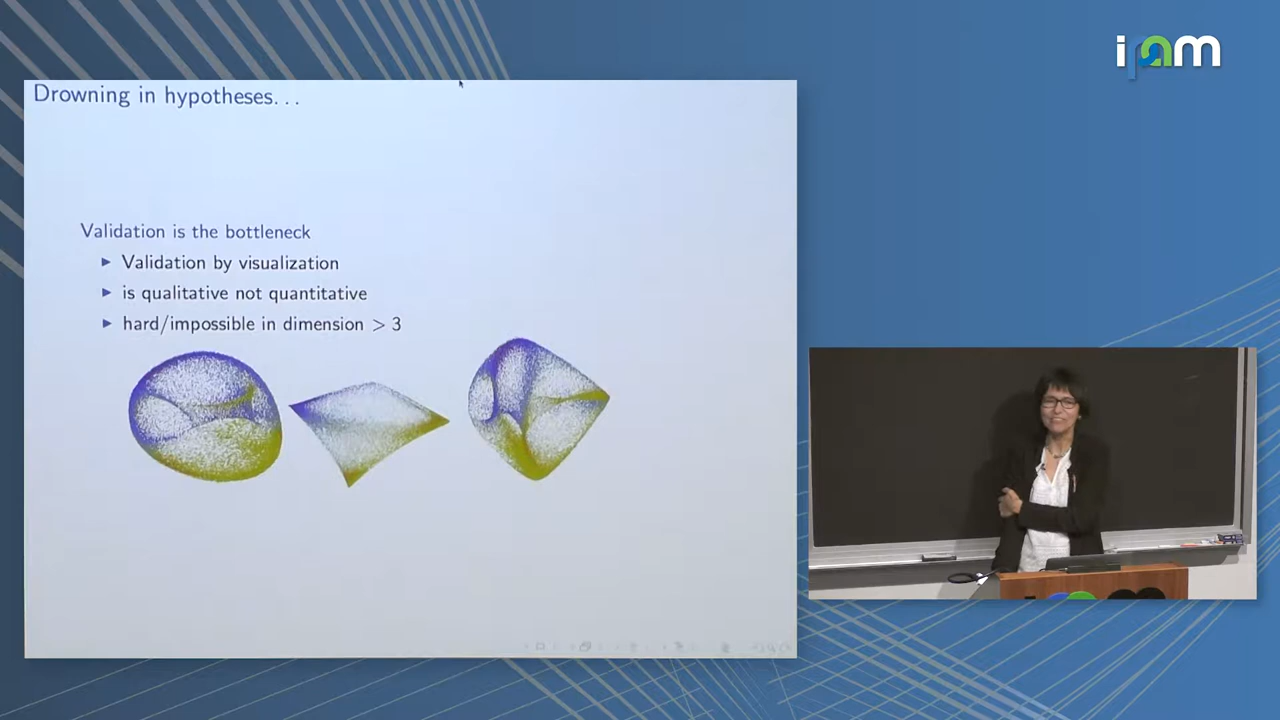 ipam
Drowning in hypotheses. . .
Validation is the bottleneck
▶ Validation by visualization
▶ is qualitative not quantitative
▶ hard/impossible in dimension > 3